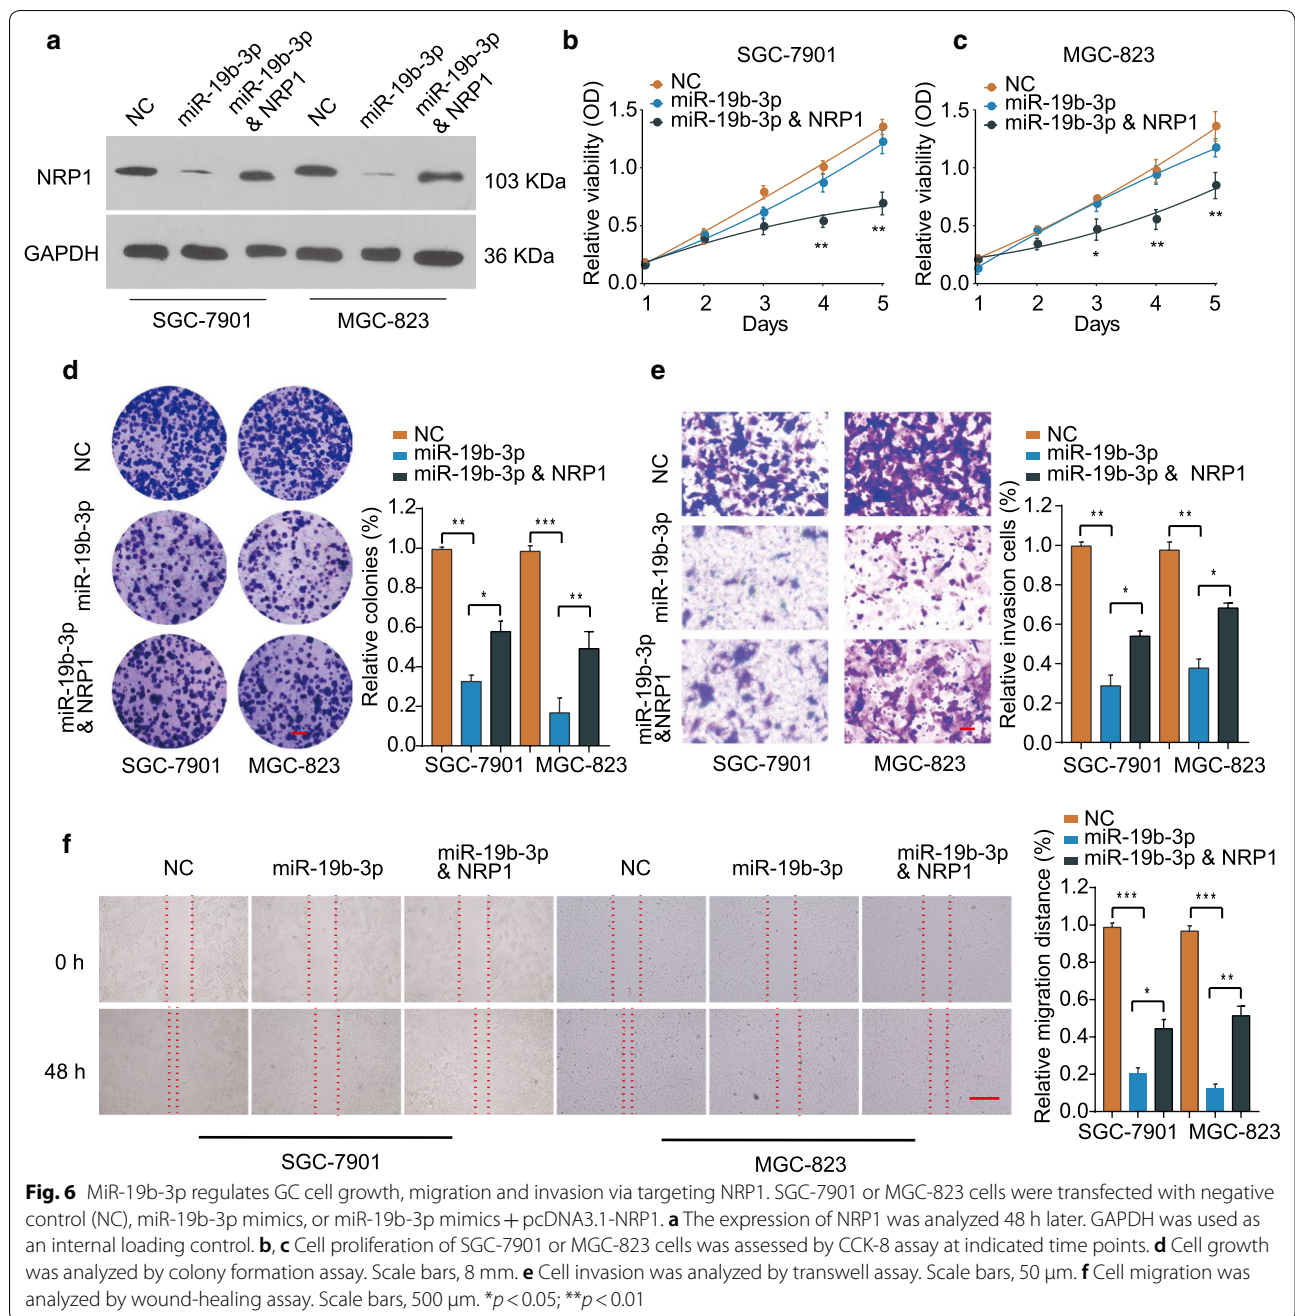 a
NC
miR-19b-3p
miR-19b-3p
& NRP1
NC
miR-19b-3p
miR-19b-3p
& NRP1
NRP1
103 KDa
GAPDH
36 KDa
SGC-7901
MGC-823
b
SGC-7901
NC
miR-19b-3p
miR-19b-3p & NRP1
Relative viability (OD)
1.5
1.0
0.5
0.0
**
**
1 2 3 4 5
Days
c
MGC-823
NC
miR-19b-3p
miR-19b-3p & NRP1
Relative viability (OD)
1.5
1.0
0.5
0.0
*
**
**
1 2 3 4 5
Days
d
NC
miR-19b-3p
miR-19b-3p
& NRP1
SGC-7901
MGC-823
NC
miR-19b-3p
miR-19b-3p & NRP1
Relative colonies (%)
1.2
1.0
0.8
0.6
0.4
0.2
0.0
**
*
***
**
SGC-7901
MGC-823
e
NC
miR-19b-3p
miR-19b-3p
&NRP1
SGC-7901
MGC-823
NC
miR-19b-3p
miR-19b-3p & NRP1
Relative invasion cells (%)
1.2
1.0
0.8
0.6
0.4
0.2
0.0
**
*
**
*
SGC-7901
MGC-823
f
NC
miR-19b-3p
miR-19b-3p
& NRP1
NC
miR-19b-3p
miR-19b-3p
& NRP1
0 h
48 h
SGC-7901
MGC-823
NC
miR-19b-3p
miR-19b-3p & NRP1
Relative migration distance (%)
1.2
1.0
0.8
0.6
0.4
0.2
0.0
***
*
***
**
SGC-7901
MGC-823
Fig. 6 MiR-19b-3p regulates GC cell growth, migration and invasion via targeting NRP1. SGC-7901 or MGC-823 cells were transfected with negative
control (NC), miR-19b-3p mimics, or miR-19b-3p mimics + pcDNA3.1-NRP1. a The expression of NRP1 was analyzed 48 h later. GAPDH was used as
an internal loading control. b, c Cell proliferation of SGC-7901 or MGC-823 cells was assessed by CCK-8 assay at indicated time points. d Cell growth
was analyzed by colony formation assay. Scale bars, 8 mm. e Cell invasion was analyzed by transwell assay. Scale bars, 50 μm. f Cell migration was
analyzed by wound-healing assay. Scale bars, 500 μm. *p < 0.05; **p < 0.01